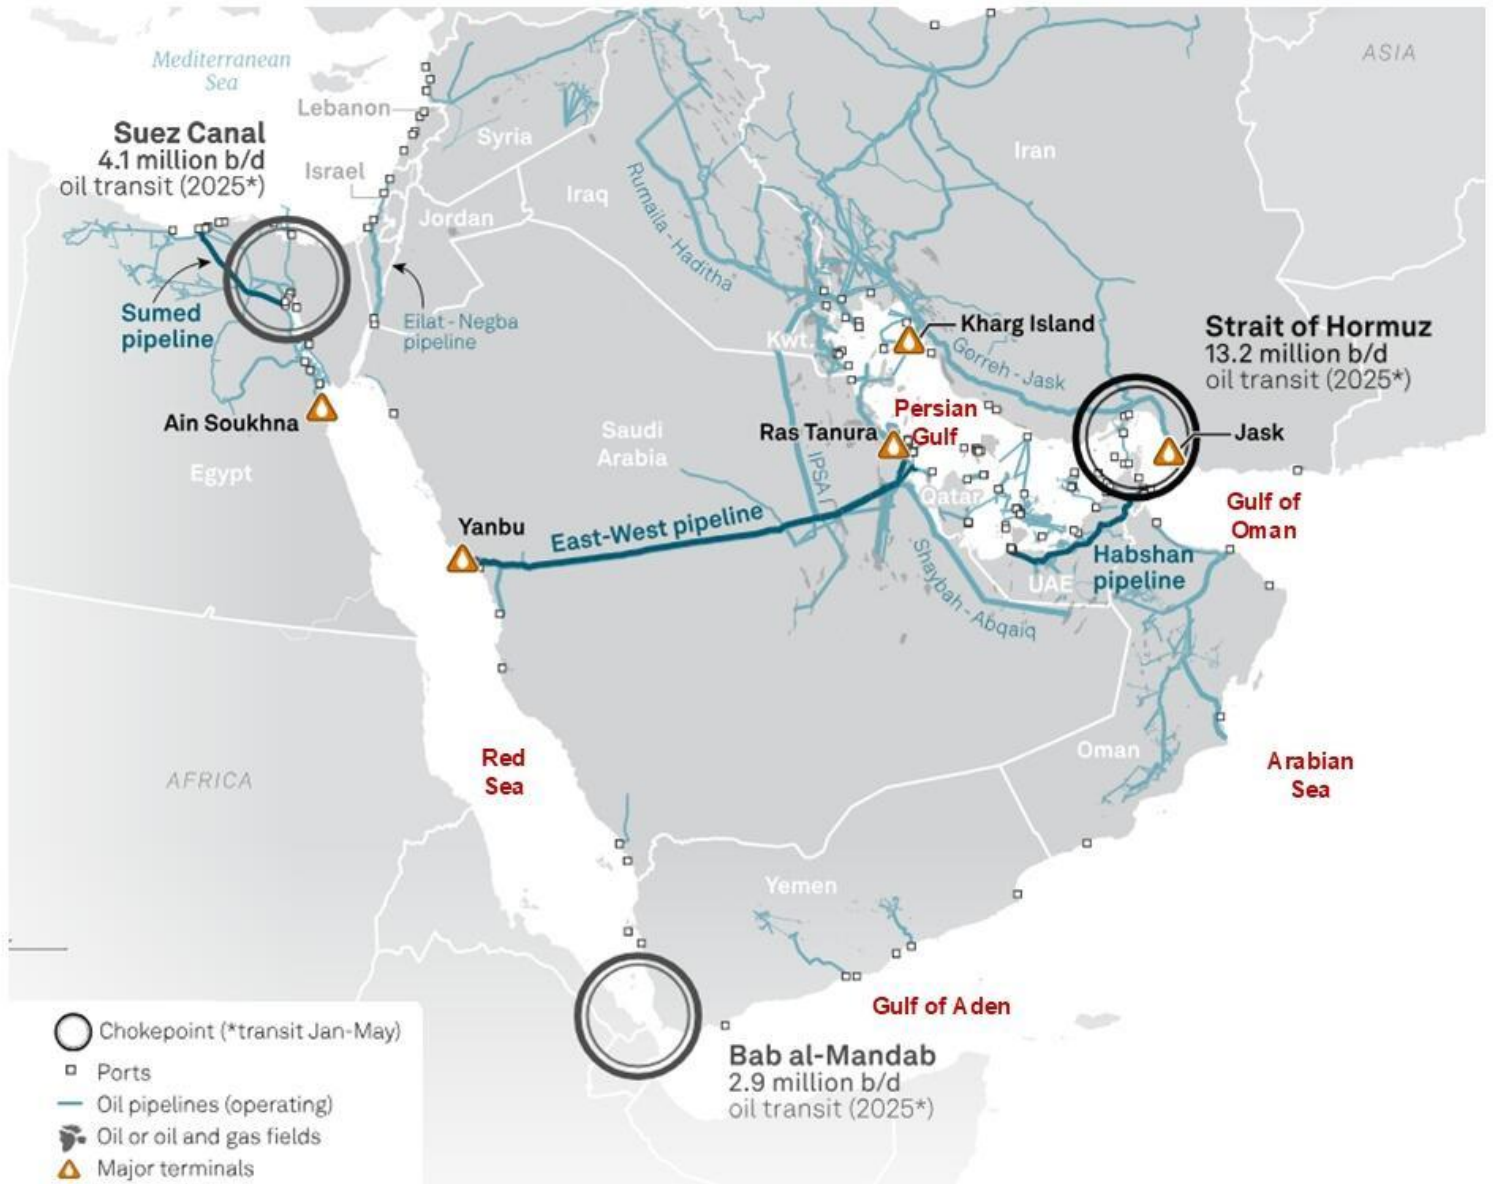 Mediterranean
Sea
ASIA
Lebanon
Suez Canal
4.1 million b/d
oil transit (2025*)
Syria
Iran
Israel
Iraq
Jordan
Rumaila - Haditha
Sumed
pipeline
Eilat - Negba
pipeline
Kwt.
Kharg Island
Strait of Hormuz
13.2 million b/d
oil transit (2025*)
Gorreh - Jask
Ain Soukhna
Persian
Gulf
Ras Tanura
Jask
Saudi
Arabia
Egypt
IPSA
Qatar
Gulf of
Oman
Yanbu
East-West pipeline
Habshan
pipeline
UAE
Shaybah - Abqaiq
Red
Sea
Oman
Arabian
Sea
AFRICA
Yemen
Gulf of Aden
Bab al-Mandab
2.9 million b/d
oil transit (2025*)
Chokepoint (*transit Jan-May)
Ports
Oil pipelines (operating)
Oil or oil and gas fields
Major terminals